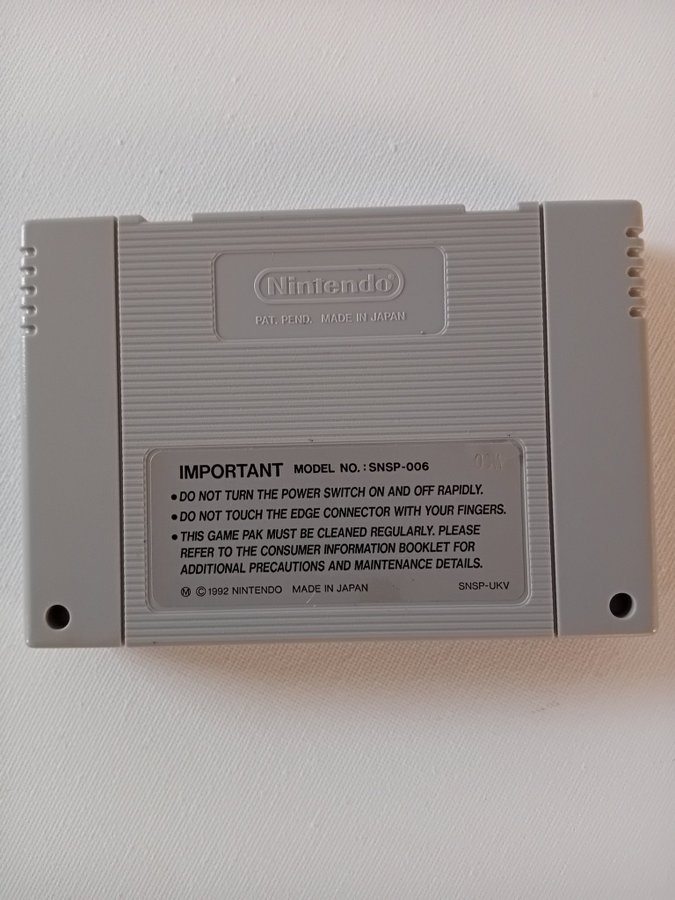 Nintendo®
PAT. PEND. MADE IN JAPAN
IMPORTANT MODEL NO.: SNSP-006
• DO NOT TURN THE POWER SWITCH ON AND OFF RAPIDLY.
• DO NOT TOUCH THE EDGE CONNECTOR WITH YOUR FINGERS.
• THIS GAME PAK MUST BE CLEANED REGULARLY. PLEASE
REFER TO THE CONSUMER INFORMATION BOOKLET FOR
ADDITIONAL PRECAUTIONS AND MAINTENANCE DETAILS.
Ⓜ ©1992 NINTENDO MADE IN JAPAN SNSP-UKV